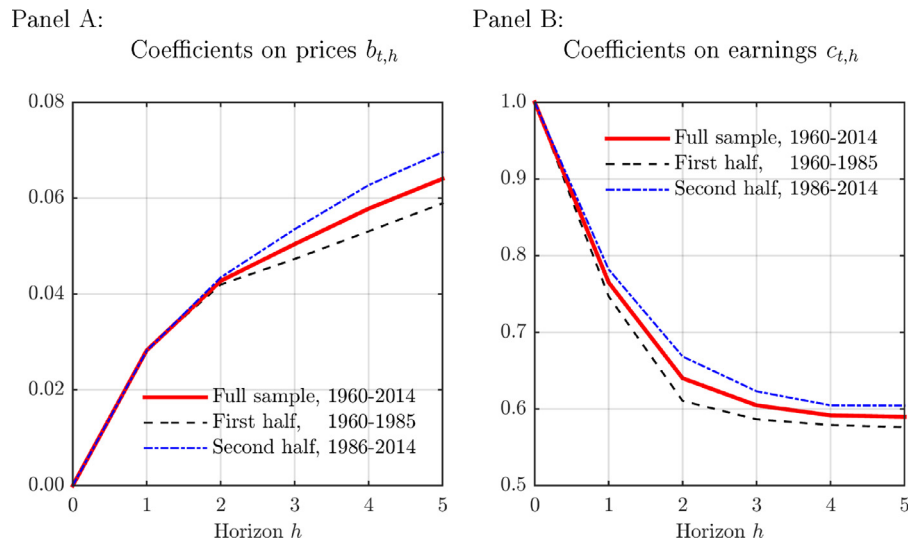 Panel A:
Coefficients on prices b_{t,h}
0.08
0.06
0.04
0.02
0.00
Full sample, 1960-2014
First half, 1960-1985
Second half, 1986-2014
0 1 2 3 4 5
Horizon h
Panel B:
Coefficients on earnings c_{t,h}
1.0
0.9
0.8
0.7
0.6
0.5
Full sample, 1960-2014
First half, 1960-1985
Second half, 1986-2014
0 1 2 3 4 5
Horizon h